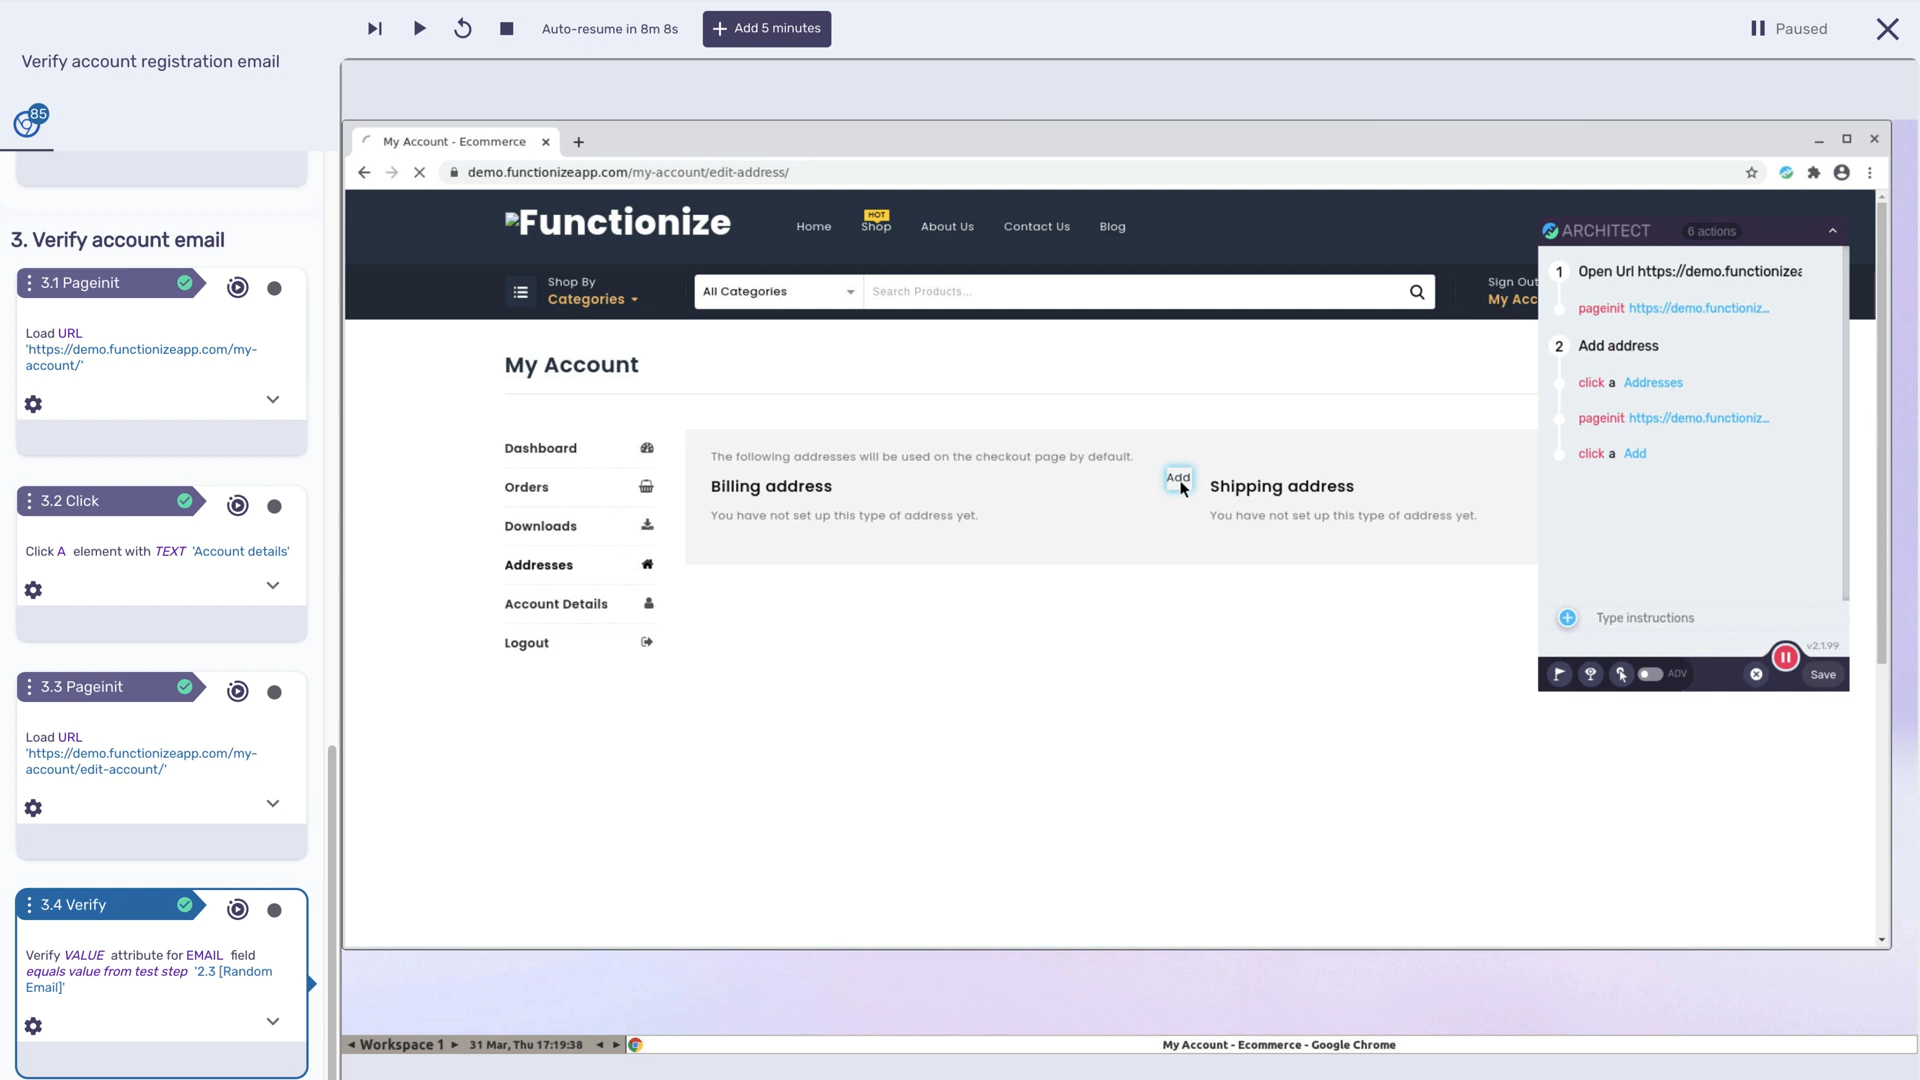 Auto-resume in 8m 8s
Add 5 minutes
Paused
Verify account registration email
85
3. Verify account email
3.1 Pageinit
Load URL
'https://demo.functionizeapp.com/my-
account/'
3.2 Click
Click A element with TEXT 'Account details'
3.3 Pageinit
Load URL
'https://demo.functionizeapp.com/my-
account/edit-account/'
3.4 Verify
Verify VALUE attribute for EMAIL field
equals value from test step '2.3 [Random
Email]'
My Account - Ecommerce
demo.functionizeapp.com/my-account/edit-address/
Functionize
Home
HOT
Shop
About Us
Contact Us
Blog
Shop By
Categories
All Categories
Search Products...
Sign Out
My Acc
My Account
Dashboard
Orders
Downloads
Addresses
Account Details
Logout
The following addresses will be used on the checkout page by default.
Billing address
You have not set up this type of address yet.
Add
Shipping address
You have not set up this type of address yet.
ARCHITECT
6 actions
1 Open Url https://demo.functionizea
pageinit https://demo.functioniz...
2 Add address
click a Addresses
pageinit https://demo.functioniz...
click a Add
Type instructions
v2.1.99
ADV
Save
Workspace 1
31 Mar, Thu 17:19:38
My Account - Ecommerce - Google Chrome